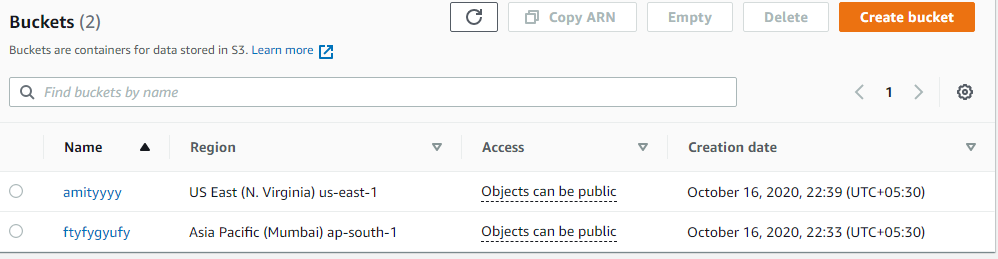 Buckets (2)
Copy ARN
Empty
Delete
Create bucket
Buckets are containers for data stored in S3. Learn more
Find buckets by name
1
Name Region Access Creation date
amityyyy US East (N. Virginia) us-east-1 Objects can be public October 16, 2020, 22:39 (UTC+05:30)
ftyfygyufy Asia Pacific (Mumbai) ap-south-1 Objects can be public October 16, 2020, 22:33 (UTC+05:30)